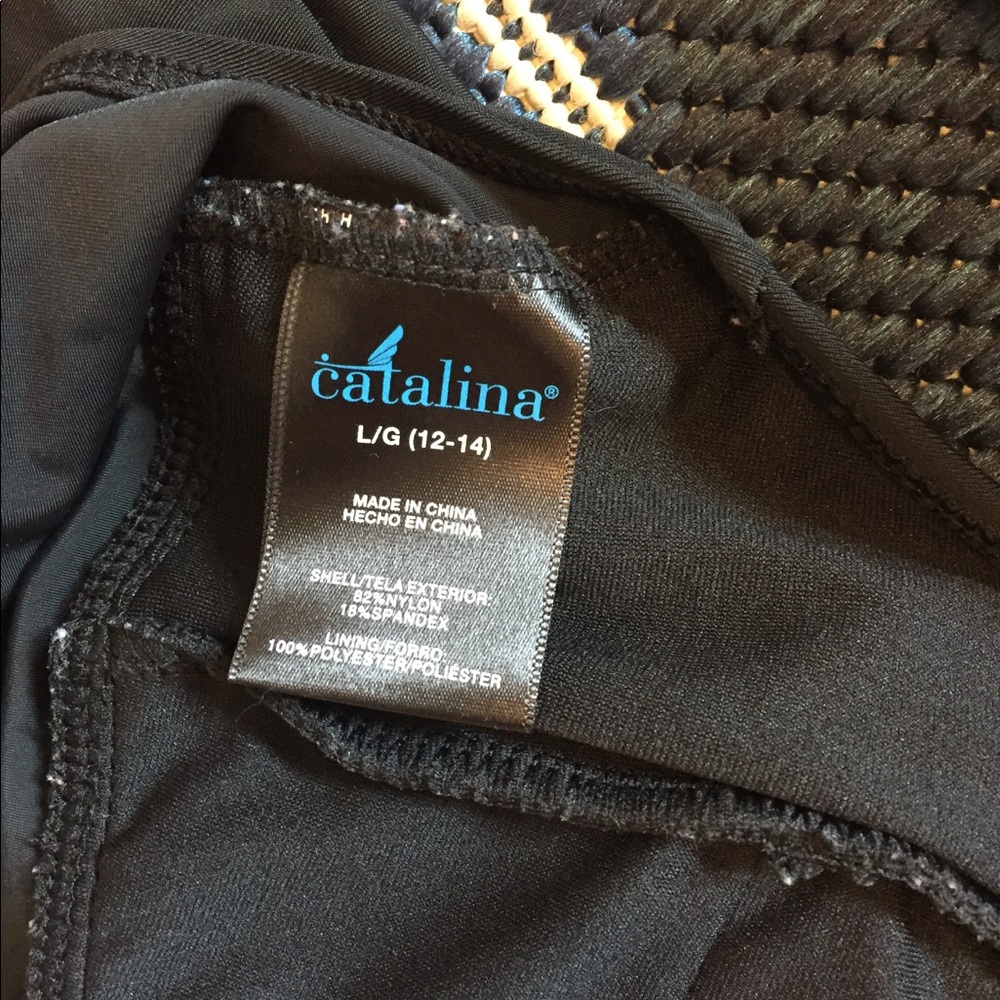 catalina®
L/G (12-14)
MADE IN CHINA
HECHO EN CHINA
SHELL/TELA EXTERIOR:
82%NYLON
18%SPANDEX
LINING/FORRO:
100%POLYESTER/POLIÉSTER